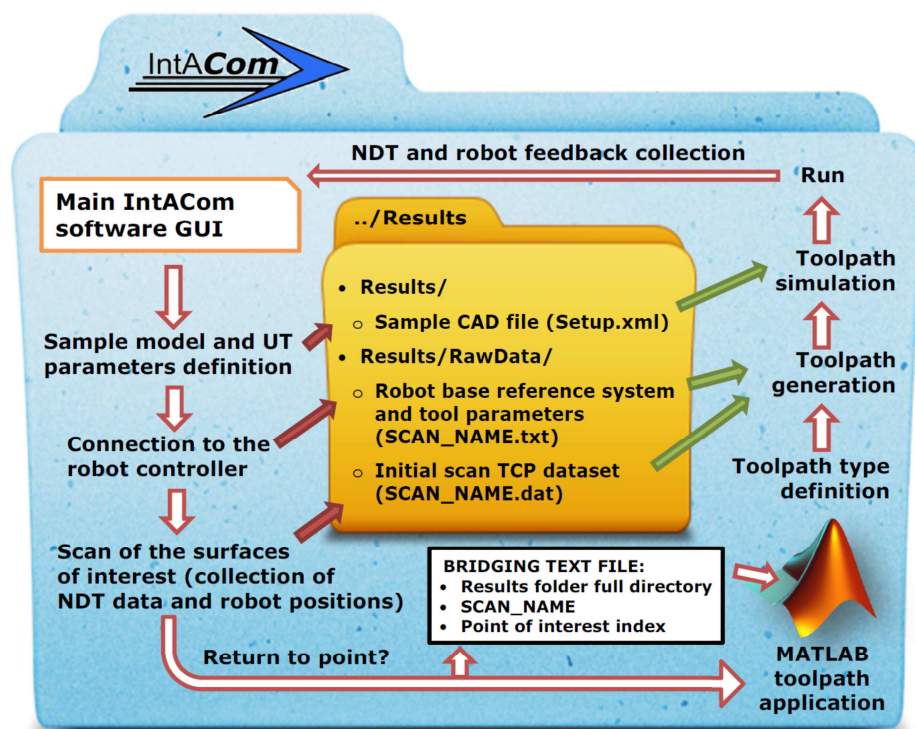 IntACom
NDT and robot feedback collection
Run
Main IntACom
software GUI
../Results
Toolpath
simulation
• Results/
o Sample CAD file (Setup.xml)
Sample model and UT
parameters definition
• Results/RawData/
Toolpath
generation
o Robot base reference system
and tool parameters
(SCAN_NAME.txt)
Connection to the
robot controller
o Initial scan TCP dataset
(SCAN_NAME.dat)
Toolpath type
definition
Scan of the surfaces
of interest (collection of
NDT data and robot positions)
BRIDGING TEXT FILE:
• Results folder full directory
• SCAN_NAME
• Point of interest index
Return to point?
MATLAB
toolpath
application